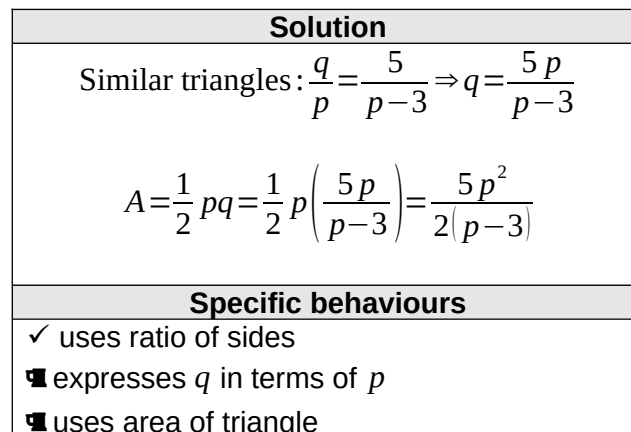 Solution
Similar triangles: q/p = 5/(p−3) ⇒ q = 5p/(p−3)
A = 1/2 pq = 1/2 p(5p/(p−3)) = 5p²/2(p−3)
Specific behaviours
✓ uses ratio of sides
expresses q in terms of p
uses area of triangle